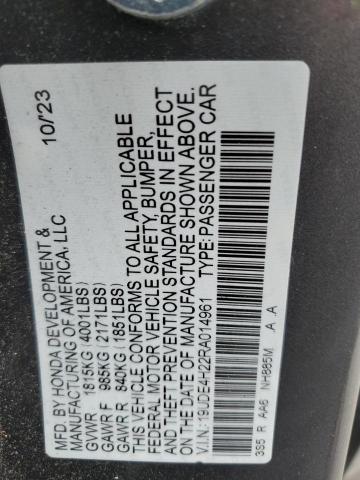 MFD. BY HONDA DEVELOPMENT & 10/23
MANUFACTURING OF AMERICA, LLC
GVWR 1815KG(4001LBS)
GAWR F 985KG(2171LBS)
GAWR R 840KG(1851LBS)
THIS VEHICLE CONFORMS TO ALL APPLICABLE
FEDERAL MOTOR VEHICLE SAFETY, BUMPER,
AND THEFT PREVENTION STANDARDS IN EFFECT
ON THE DATE OF MANUFACTURE SHOWN ABOVE.
V.I.N.: 19UDE4H22RA014961 TYPE:PASSENGER CAR
3S5 R AA6 NH885M .A .A